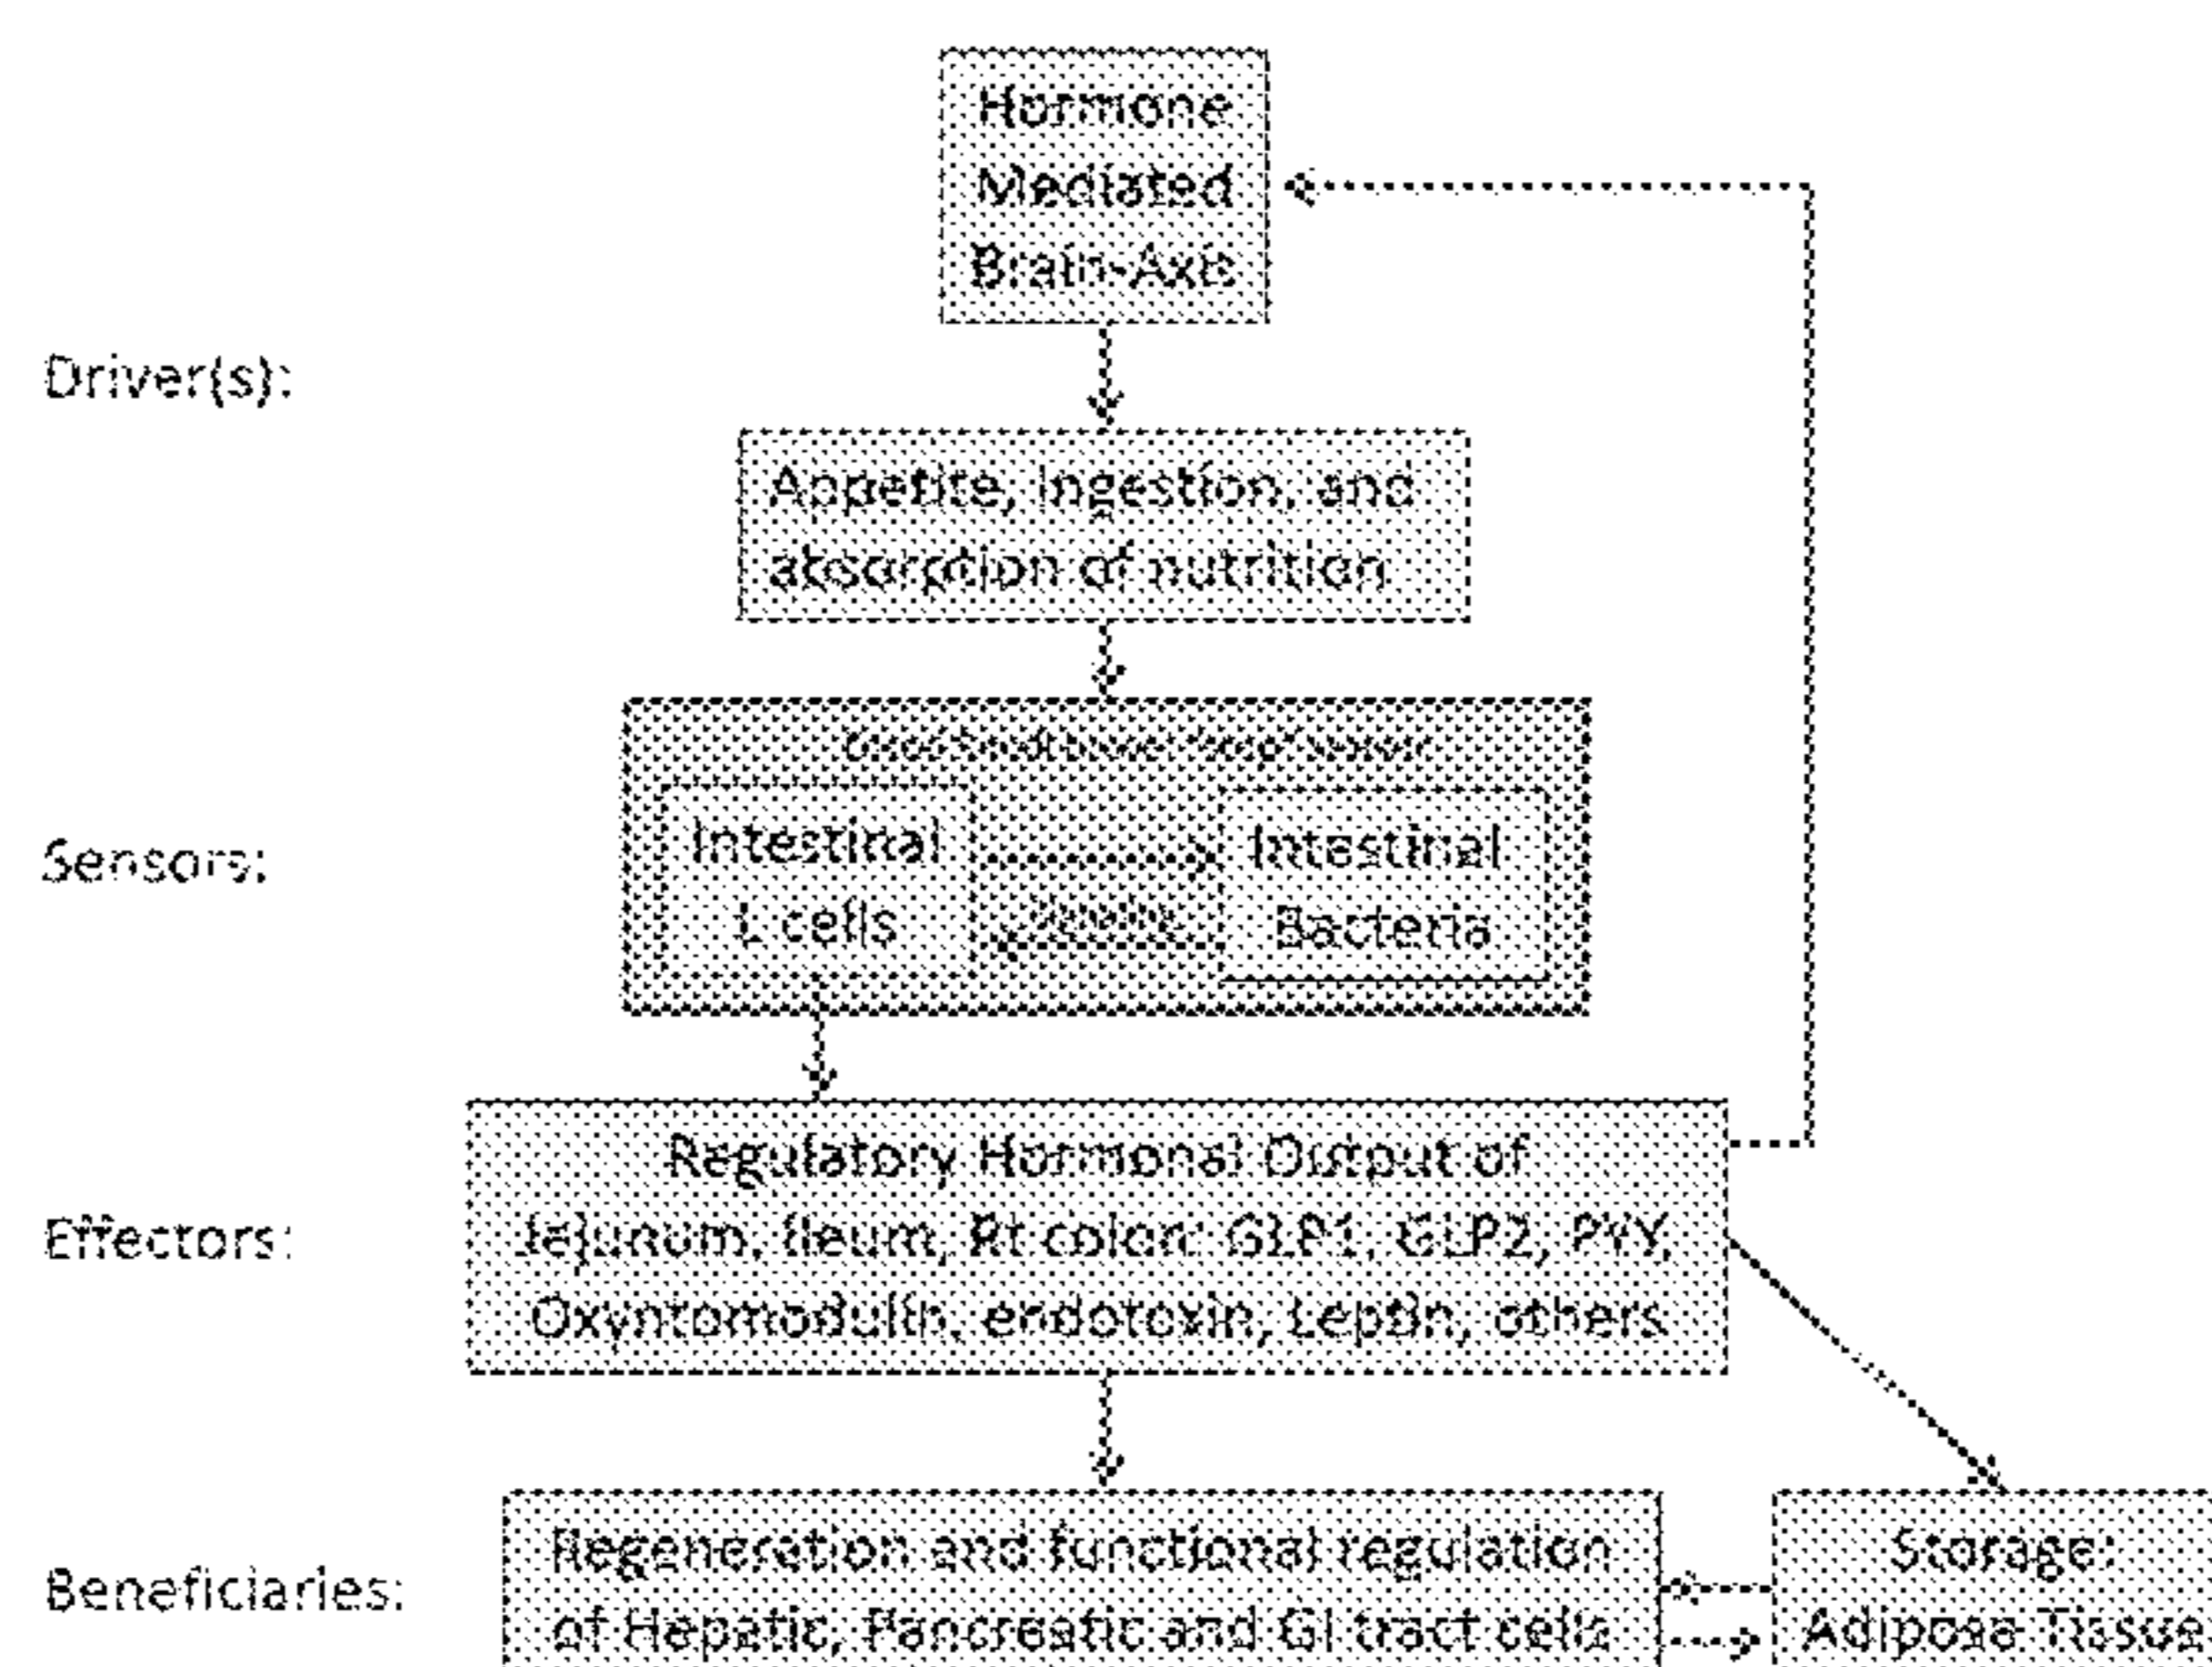 Hormone
Mediated
Brain-Axis
Driver(s):
Appetite, Ingestion, and
absorption of nutrition
Sensors:
Intestinal
L cells
Intestinal
Bacteria
Effectors:
Regulatory Hormonal Output of
Jejunum, Ileum, Rt colon: GLP1, GLP2, PYY,
Oxyntomodulin, endotoxin, Leptin, others
Beneficiaries:
Regeneration and functional regulation
of Hepatic, Pancreatic and GI tract cells
Storage:
Adipose Tissue